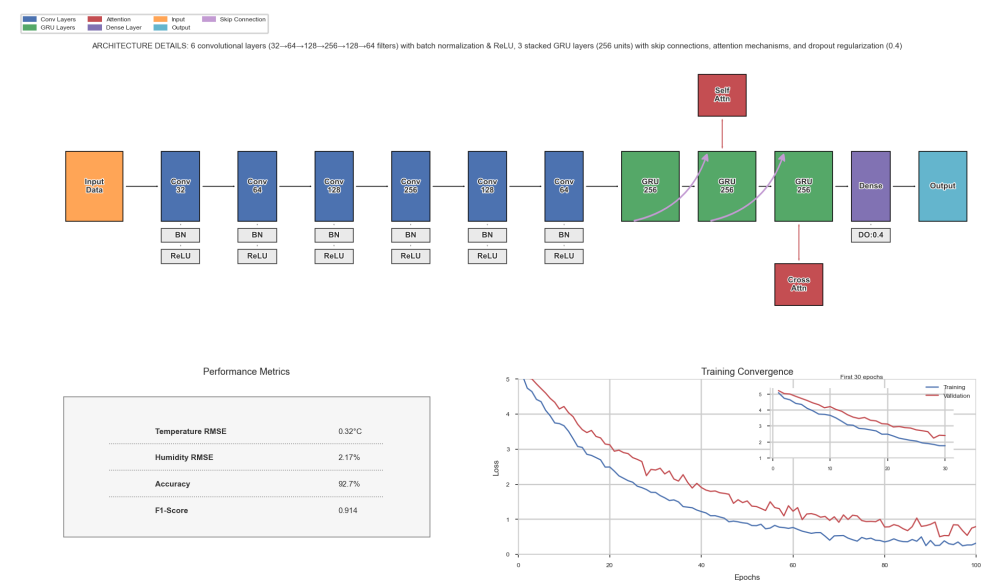 Conv Layers
Attention
Input
Skip Connection
GRU Layers
Dense Layer
Output
ARCHITECTURE DETAILS: 6 convolutional layers (32→64→128→256→128→64 filters) with batch normalization & ReLU, 3 stacked GRU layers (256 units) with skip connections, attention mechanisms, and dropout regularization (0.4)
Self
Attn
Input
Data
Conv
32
Conv
64
Conv
128
Conv
256
Conv
128
Conv
64
GRU
256
GRU
256
GRU
256
Dense
Output
BN
BN
BN
BN
BN
BN
DO:0.4
ReLU
ReLU
ReLU
ReLU
ReLU
ReLU
Cross
Attn
Performance Metrics
Temperature RMSE 0.32°C
Humidity RMSE 2.17%
Accuracy 92.7%
F1-Score 0.914
Training Convergence
First 30 epochs
Training
Validation
5
4
3
2
1
0 10 20 30
Loss
5
4
3
2
1
0
0 20 40 60 80 100
Epochs